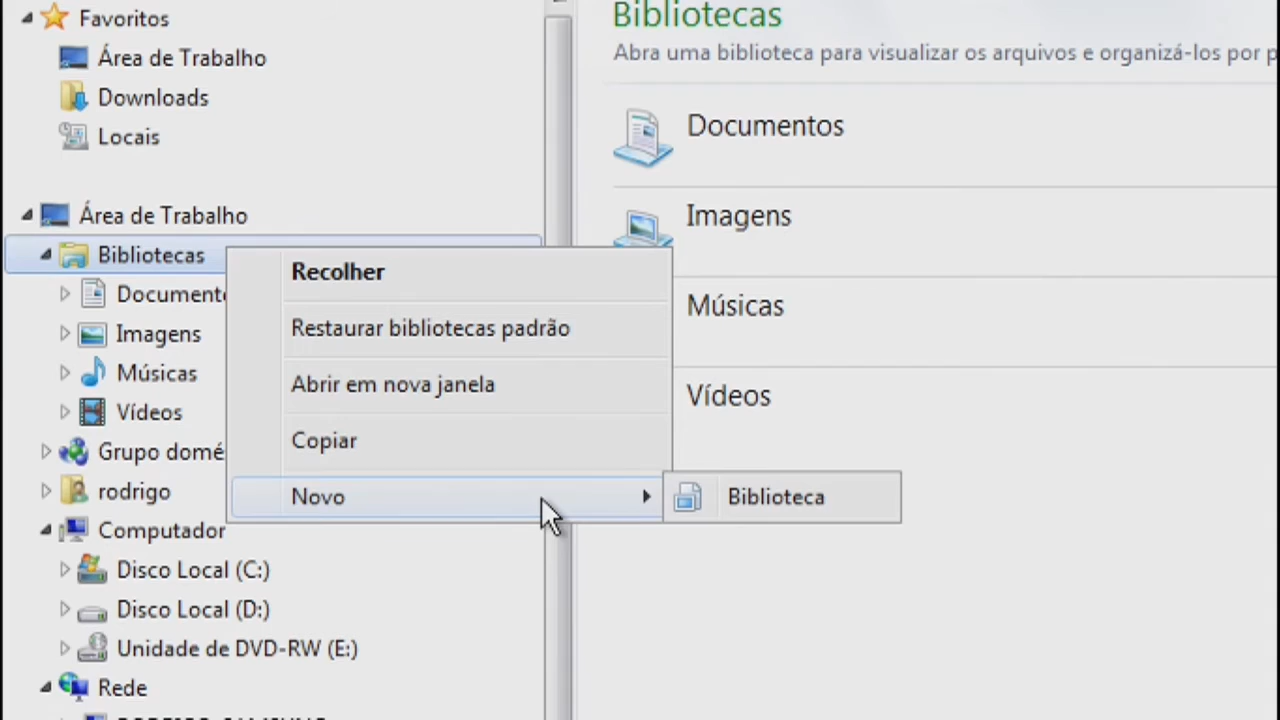 Favoritos
Área de Trabalho
Downloads
Locais
Área de Trabalho
Bibliotecas
Imagens
Músicas
Vídeos
Grupo
rodrigo
Computador
Disco Local (C:)
Disco Local (D:)
Unidade de DVD-RW (E:)
Rede
Recolher
Restaurar bibliotecas padrão
Abrir em nova janela
Copiar
Novo
Biblioteca
Bibliotecas
Abra uma biblioteca para visualizar os arquivos e organizá-los por
Documentos
Imagens
Músicas
Vídeos